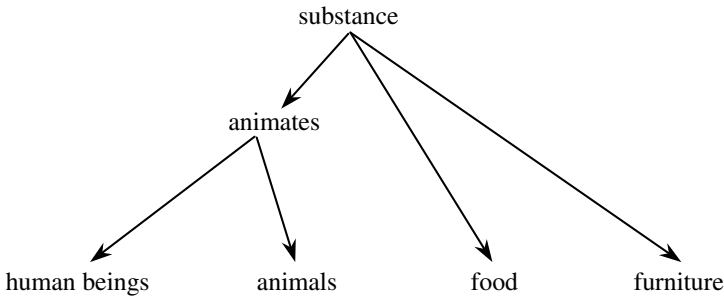 substance
animates
human beings
animals
food
furniture